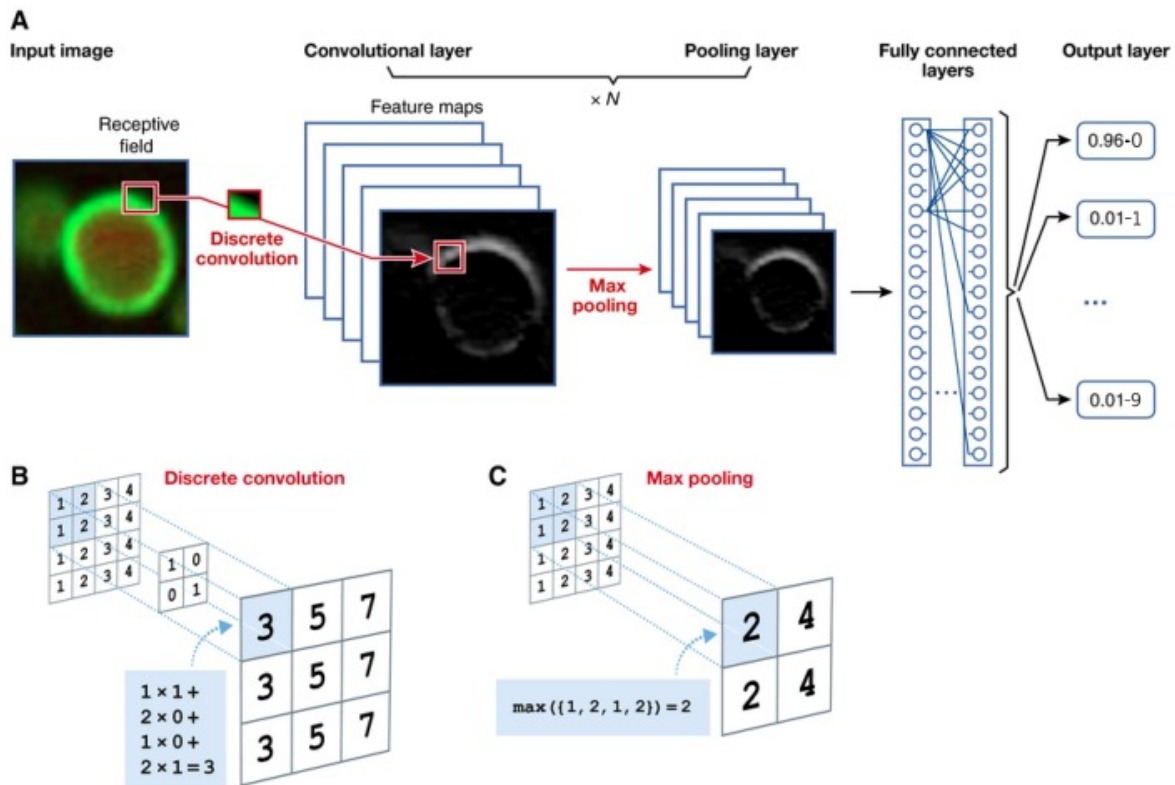 A
Input image
Convolutional layer
Pooling layer
Fully connected
layers
Output layer
× N
Receptive
field
Feature maps
Discrete
convolution
Max
pooling
...
0.96-0
0.01-1
...
0.01-9
B
Discrete convolution
1 2 3 4
1 2 3 4
1 2 3 4
1 2 3 4
1 0
0 1
3 5 7
3 5 7
3 5 7
1 × 1 +
2 × 0 +
1 × 0 +
2 × 1 = 3
C
Max pooling
1 2 3 4
1 2 3 4
1 2 3 4
1 2 3 4
2 4
2 4
max ({1, 2, 1, 2}) = 2